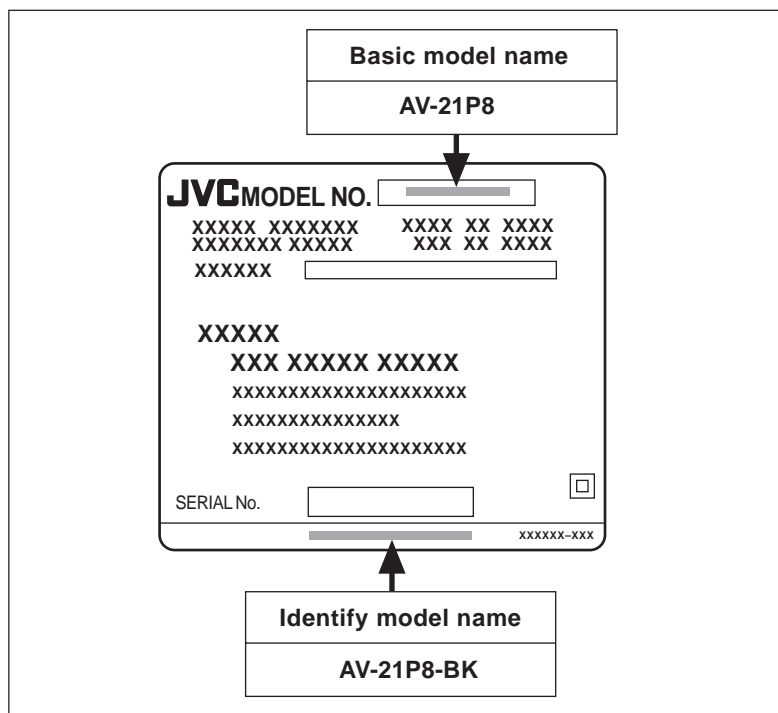 Basic model name
AV-21P8
JVC MODEL NO.
XXXXX XXXXXXX XXXX XX XXXX
XXXXXXX XXXXX XXX XX XXXX
XXXXXX
XXXXX
XXX XXXXX XXXXX
XXXXXXXXXXXXXXXXXXXXX
XXXXXXXXXXXXXXX
XXXXXXXXXXXXXXXXXXXXX
SERIAL No.
XXXXXX–XXX
Identify model name
AV-21P8-BK